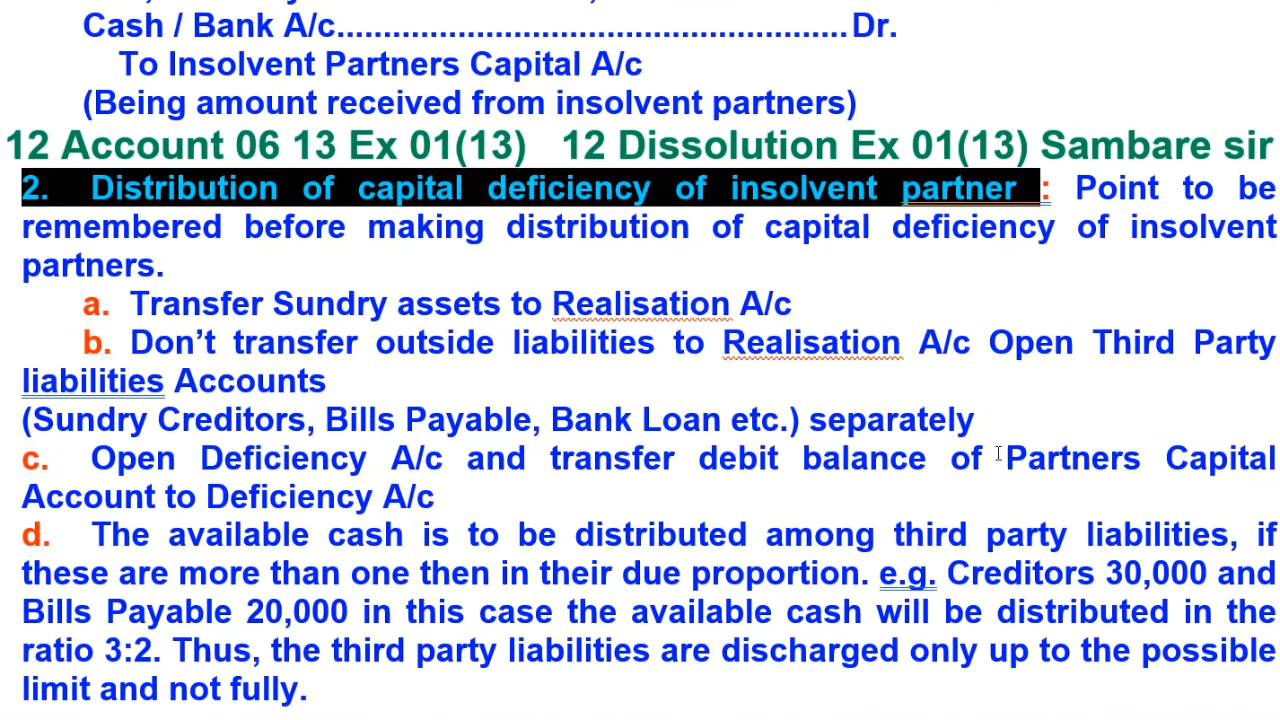 Cash / Bank A/c.......................................................Dr.
To Insolvent Partners Capital A/c
(Being amount received from insolvent partners)
12 Account 06 13 Ex 01(13) 12 Dissolution Ex 01(13) Sambare sir
2. Distribution of capital deficiency of insolvent partner : Point to be
remembered before making distribution of capital deficiency of insolvent
partners.
a. Transfer Sundry assets to Realisation A/c
b. Don’t transfer outside liabilities to Realisation A/c Open Third Party
liabilities Accounts
(Sundry Creditors, Bills Payable, Bank Loan etc.) separately
c. Open Deficiency A/c and transfer debit balance of Partners Capital
Account to Deficiency A/c
d. The available cash is to be distributed among third party liabilities, if
these are more than one then in their due proportion. e.g. Creditors 30,000 and
Bills Payable 20,000 in this case the available cash will be distributed in the
ratio 3:2. Thus, the third party liabilities are discharged only up to the possible
limit and not fully.